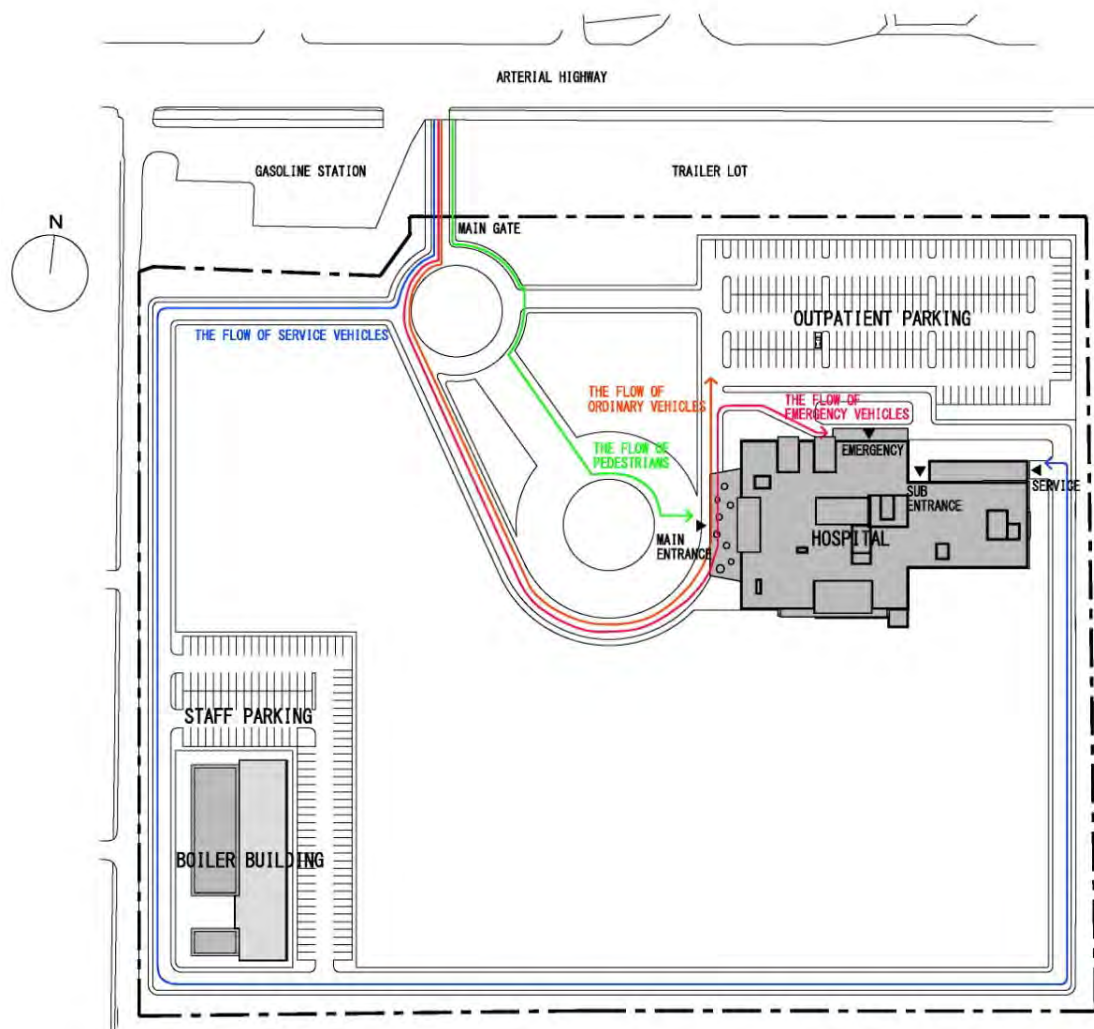 ARTERIAL HIGHWAY
GASOLINE STATION
TRAILER LOT
N
MAIN GATE
THE FLOW OF SERVICE VEHICLES
OUTPATIENT PARKING
THE FLOW OF
ORDINARY VEHICLES
THE FLOW OF
EMERGENCY VEHICLES
THE FLOW OF
PEDESTRIANS
EMERGENCY
SUB
ENTRANCE
SERVICE
MAIN
ENTRANCE
HOSPITAL
STAFF PARKING
BOILER BUILDING